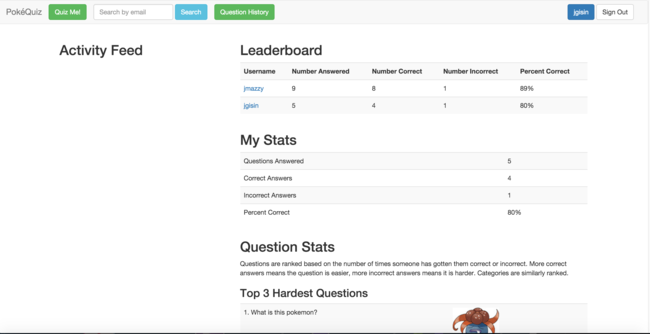 PokéQuiz Quiz Me! Search by email Search Question History jgisin Sign Out
Activity Feed
Leaderboard
Username Number Answered Number Correct Number Incorrect Percent Correct
jmazzy 9 8 1 89%
jgisin 5 4 1 80%
My Stats
Questions Answered 5
Correct Answers 4
Incorrect Answers 1
Percent Correct 80%
Question Stats
Questions are ranked based on the number of times someone has gotten them correct or incorrect. More correct
answers means the question is easier, more incorrect answers means it is harder. Categories are similarly ranked.
Top 3 Hardest Questions
1. What is this pokemon?